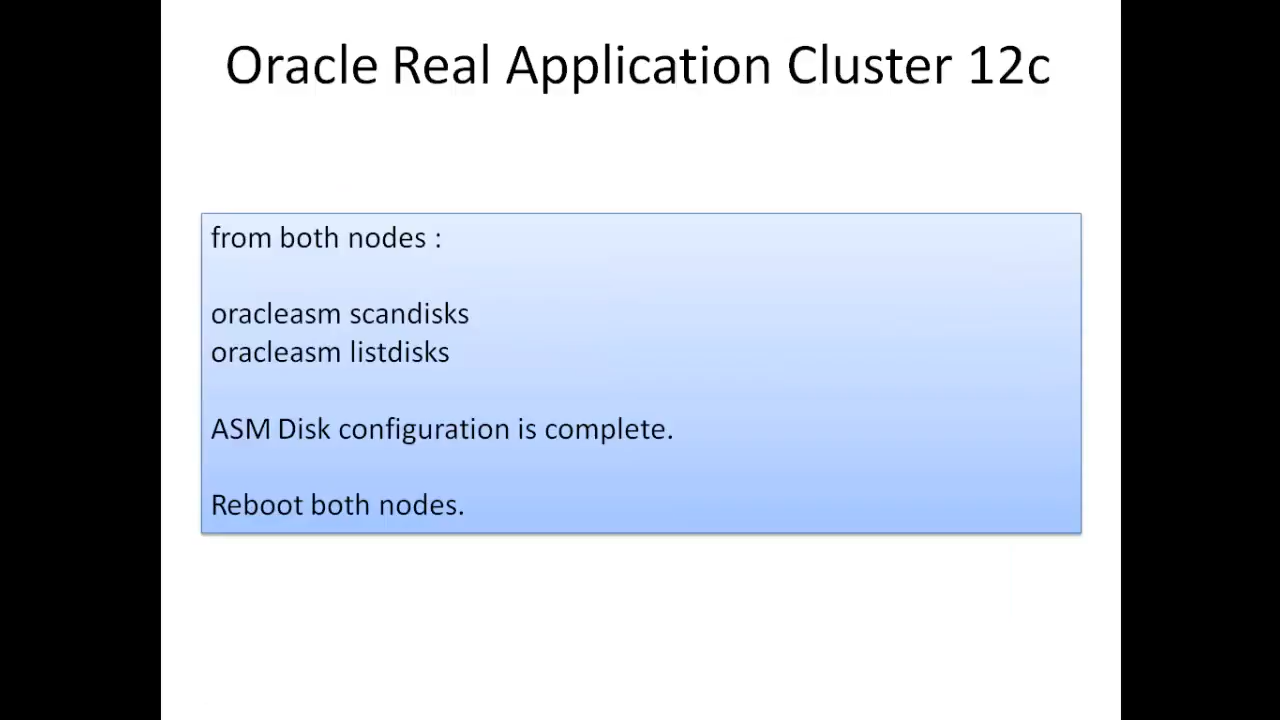 Oracle Real Application Cluster 12c
from both nodes :
oracleasm scandisks
oracleasm listdisks
ASM Disk configuration is complete.
Reboot both nodes.